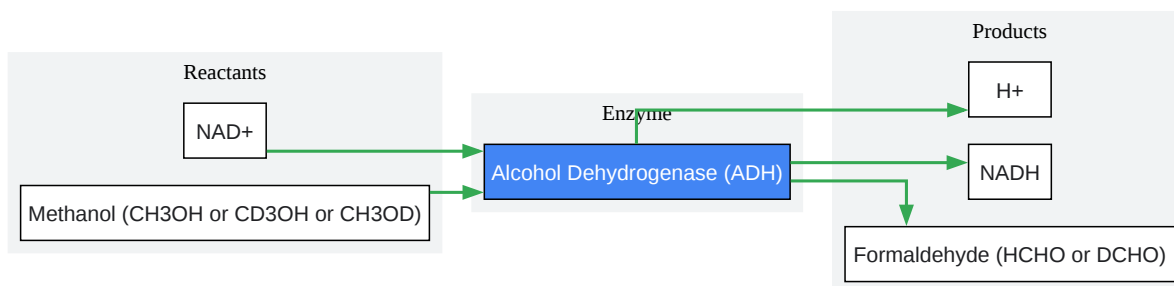 Reactants
NAD+
Methanol (CH3OH or CD3OH or CH3OD)
Enzyme
Alcohol Dehydrogenase (ADH)
Products
H+
NADH
Formaldehyde (HCHO or DCHO)